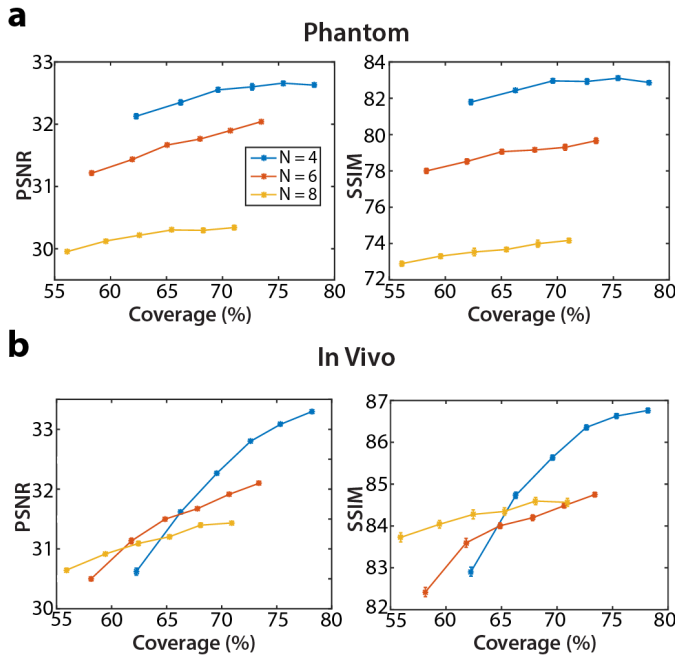 a
Phantom
33
32
31
30
PSNR
55 60 65 70 75 80
Coverage (%)
N = 4
N = 6
N = 8
84
82
80
78
76
74
72
SSIM
55 60 65 70 75 80
Coverage (%)
b
In Vivo
33
32
31
30
PSNR
55 60 65 70 75 80
Coverage (%)
87
86
85
84
83
82
SSIM
55 60 65 70 75 80
Coverage (%)